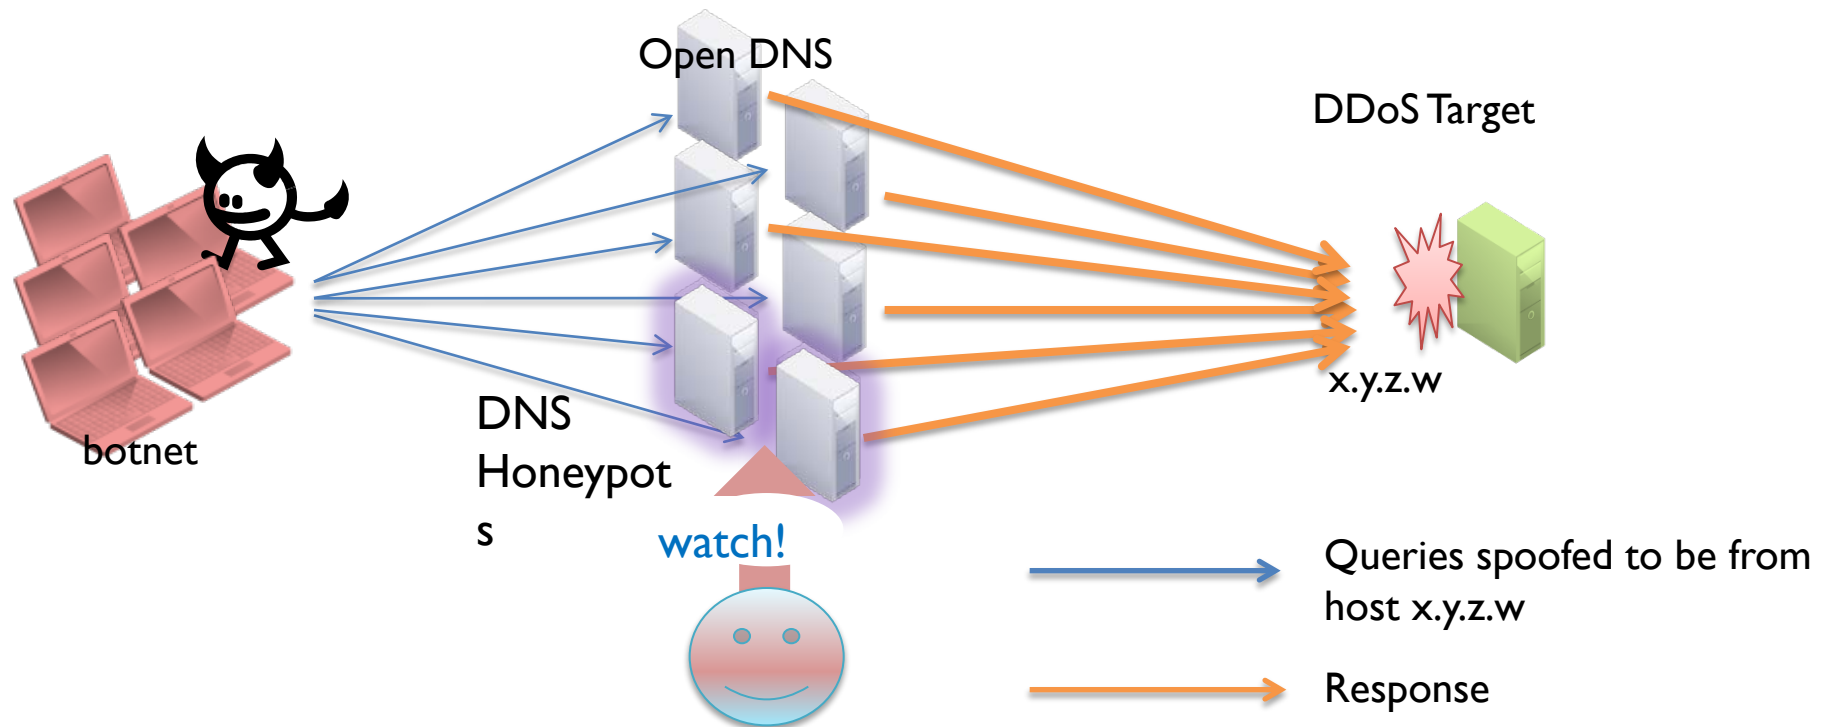 Open DNS
DDoS Target
x.y.z.w
botnet
DNS
Honeypot
s
watch!
Queries spoofed to be from
host x.y.z.w
Response